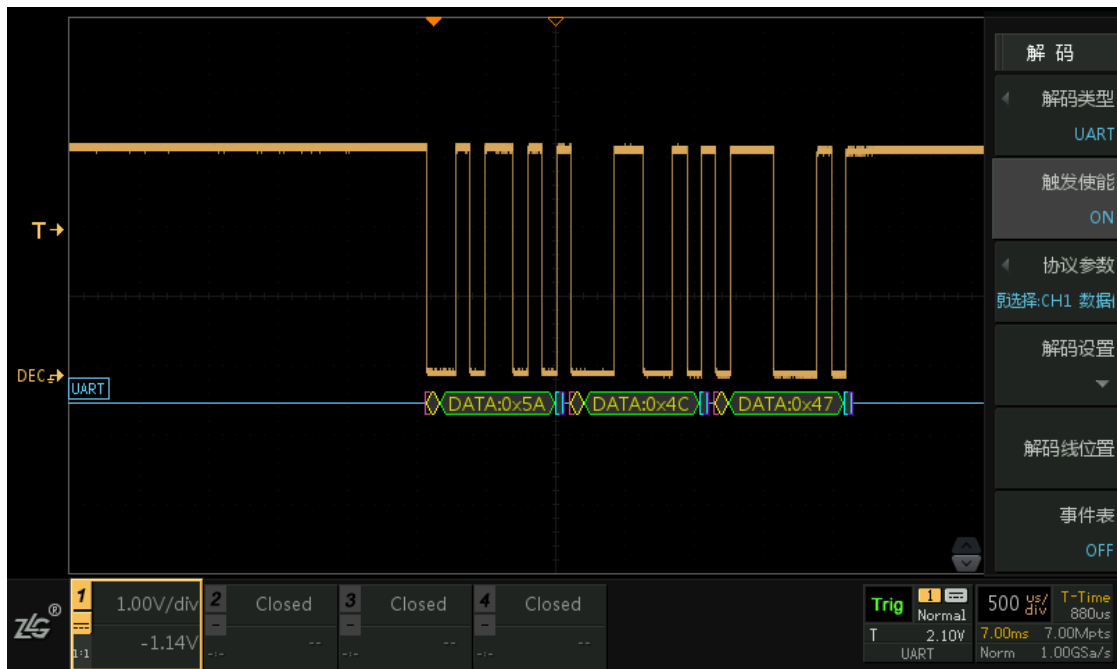 解 码
解码类型
UART
触发使能
ON
T
协议参数
选择:CH1 数据
解码设置
DEC
UART
DATA:0x5A
DATA:0x4C
DATA:0x47
解码线位置
事件表
OFF
ZLG®
1
1:1
1.00V/div
-1.14V
2
Closed
--
-:-
3
Closed
--
-:-
4
Closed
--
-:-
Trig
1
Normal
T 2.10V
UART
500 us/div
T-Time
880us
7.00ms 7.00Mpts
Norm 1.00GSa/s